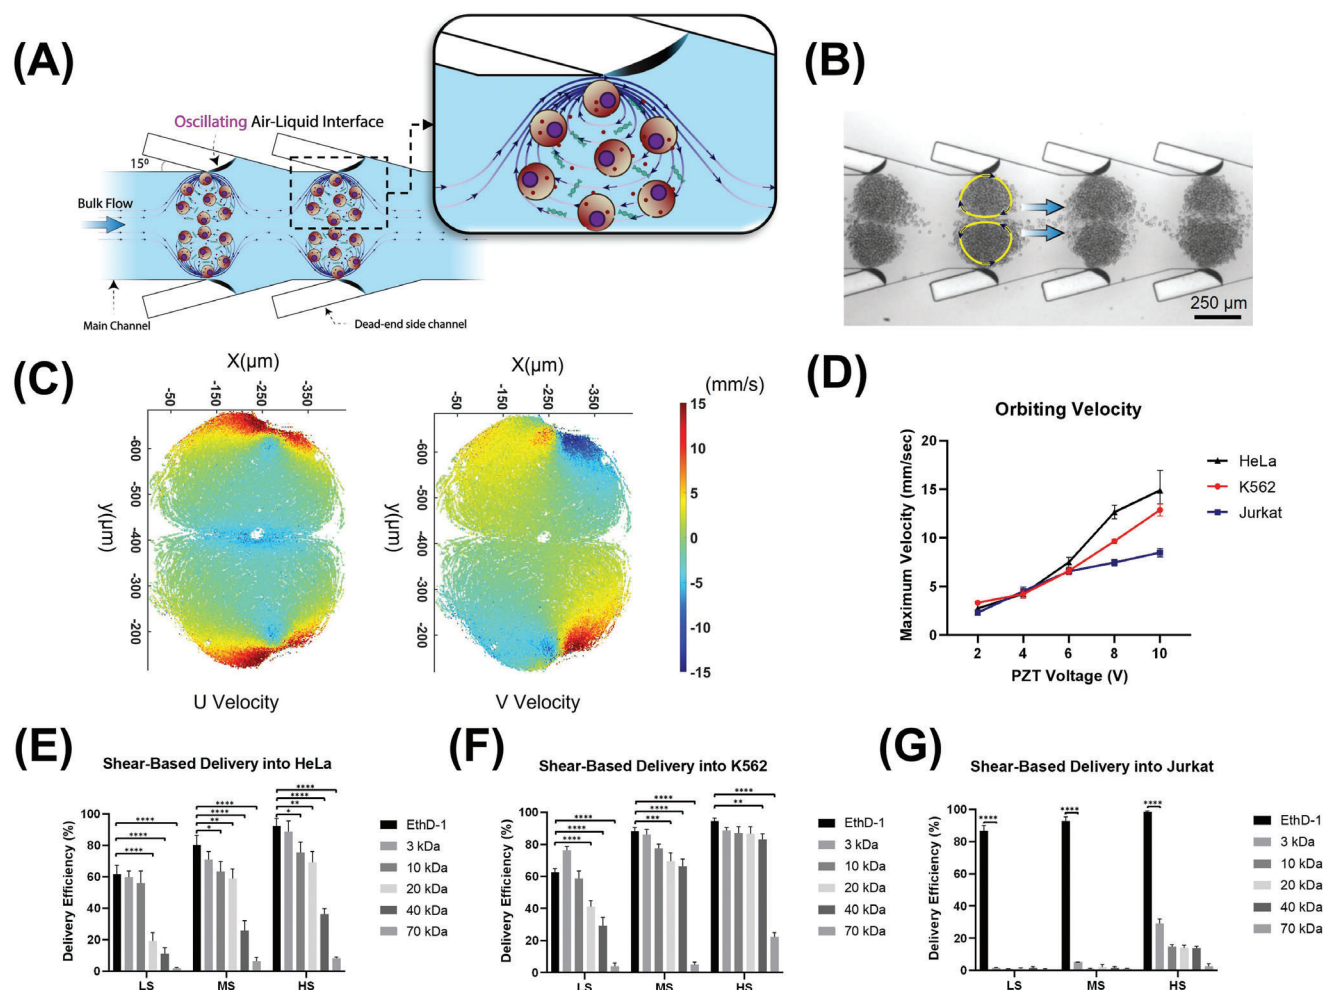 (A)
Oscillating Air-Liquid Interface
15⁰
Bulk Flow
Main Channel
Dead-end side channel
(B)
250 µm
(C)
X(µm)
-50
-150
-250
-350
y(µm)
-600
-500
-400
-300
-200
U Velocity
X(µm)
-50
-150
-250
-350
y(µm)
-600
-500
-400
-300
-200
V Velocity
(mm/s)
15
10
5
0
-5
-10
-15
(D)
Orbiting Velocity
Maximum Velocity (mm/sec)
20
15
10
5
0
2 4 6 8 10
PZT Voltage (V)
HeLa
K562
Jurkat
(E)
Shear-Based Delivery into HeLa
Delivery Efficiency (%)
100
80
60
40
20
0
****
****
****
****
****
**
*
****
****
**
*
LS MS HS
EthD-1
3 kDa
10 kDa
20 kDa
40 kDa
70 kDa
(F)
Shear-Based Delivery into K562
Delivery Efficiency (%)
100
80
60
40
20
0
****
****
****
****
****
***
****
**
LS MS HS
EthD-1
3 kDa
10 kDa
20 kDa
40 kDa
70 kDa
(G)
Shear-Based Delivery into Jurkat
Delivery Efficiency (%)
100
80
60
40
20
0
****
****
****
LS MS HS
EthD-1
3 kDa
10 kDa
20 kDa
40 kDa
70 kDa